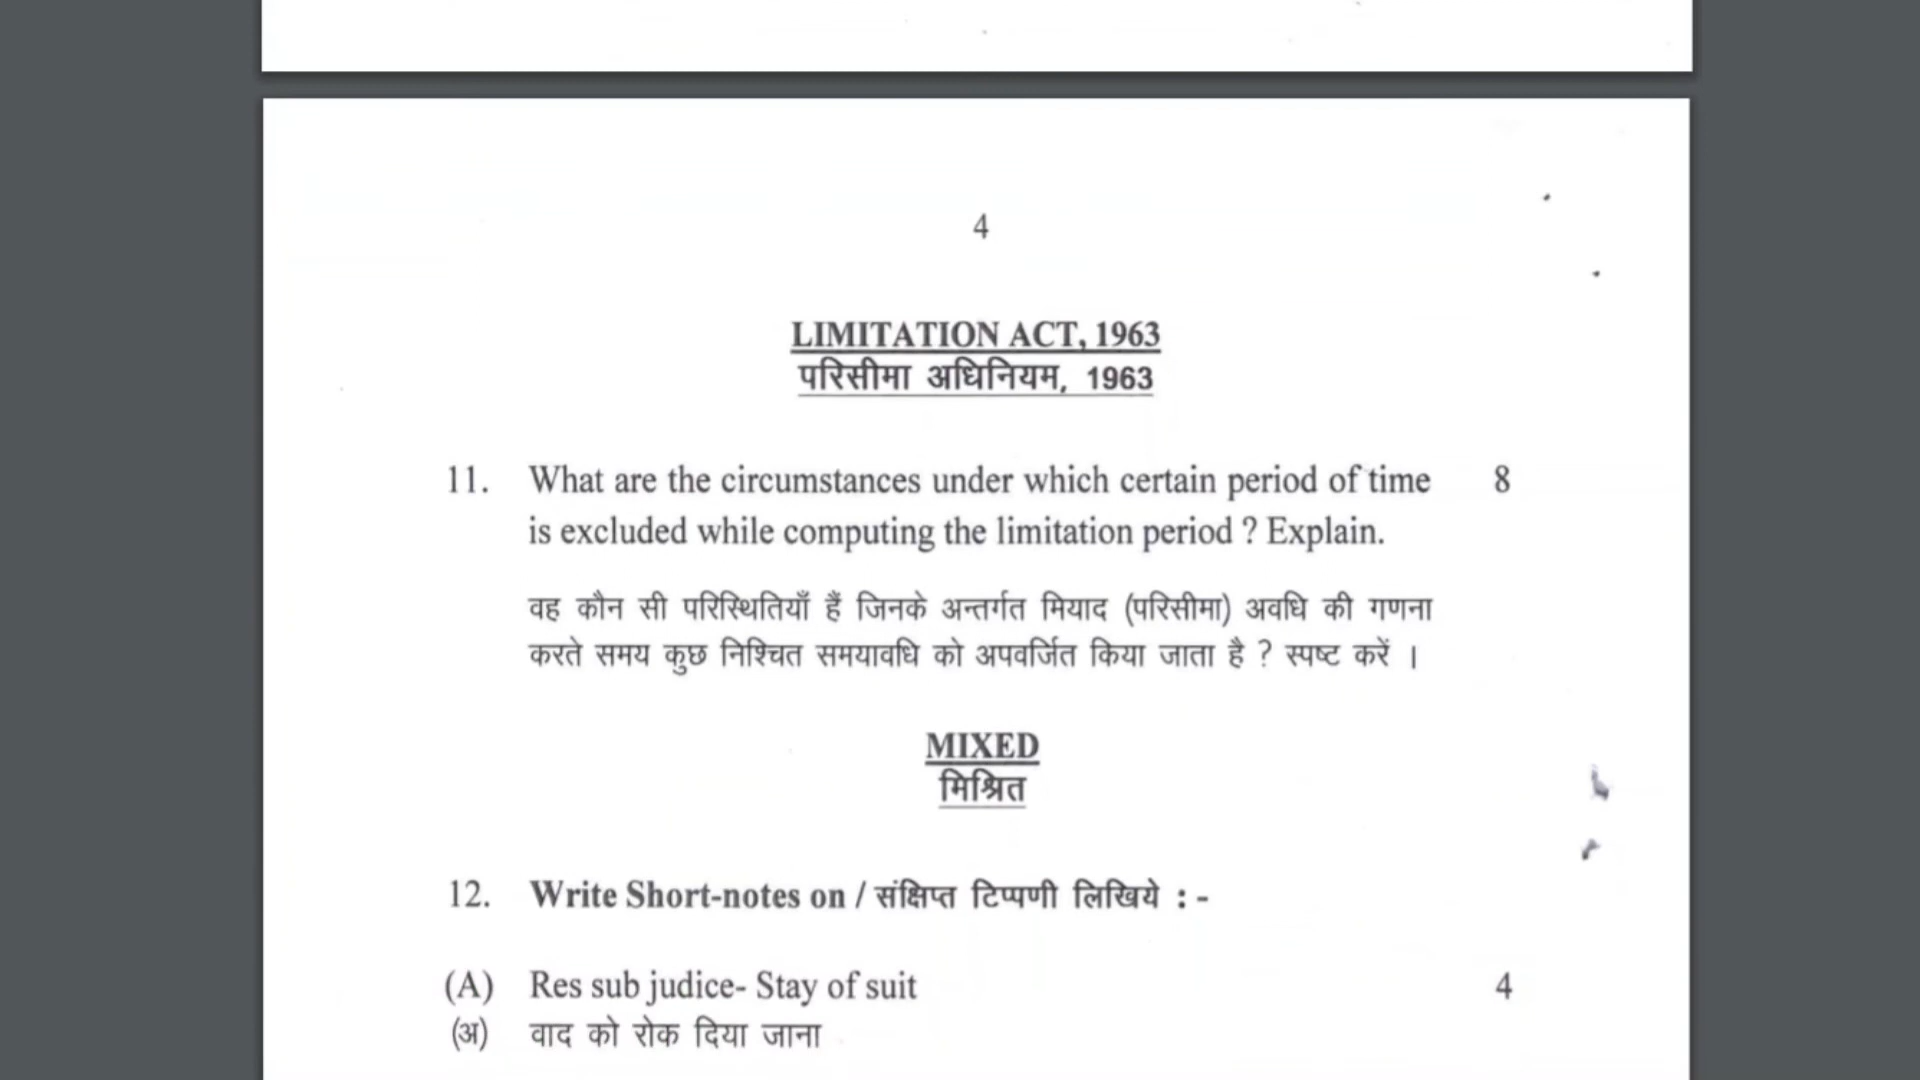 4
LIMITATION ACT, 1963
परिसीमा अधिनियम, 1963
11. What are the circumstances under which certain period of time 8
is excluded while computing the limitation period ? Explain.
वह कौन सी परिस्थितियाँ हैं जिनके अन्तर्गत मियाद (परिसीमा) अवधि की गणना
करते समय कुछ निश्चित समयावधि को अपवर्जित किया जाता है ? स्पष्ट करें ।
MIXED
मिश्रित
12. Write Short-notes on / संक्षिप्त टिप्पणी लिखिये : -
(A) Res sub judice- Stay of suit 4
(अ) वाद को रोक दिया जाना